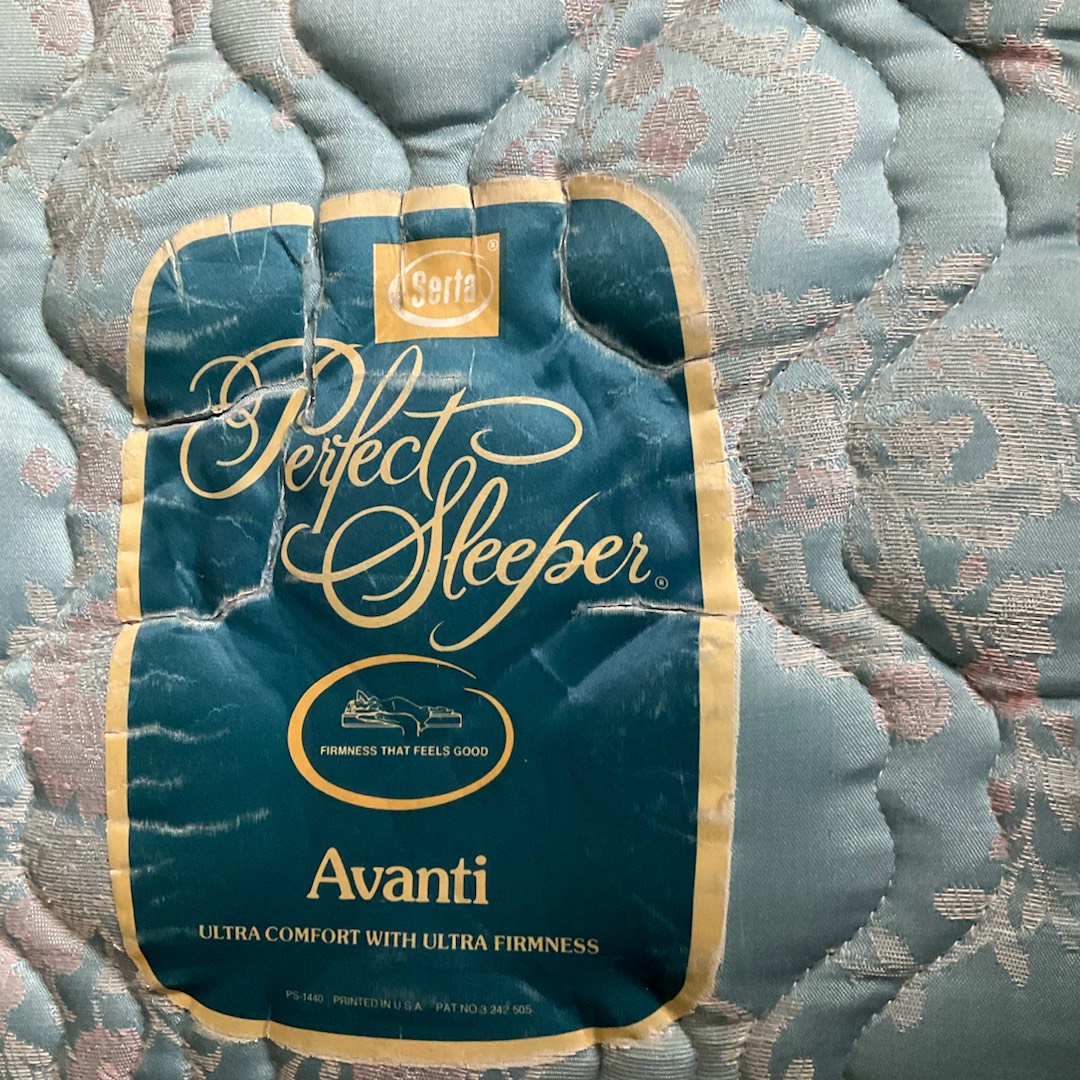 Serta ®
Perfect
Sleeper ®
FIRMNESS THAT FEELS GOOD
Avanti
ULTRA COMFORT WITH ULTRA FIRMNESS
PS-1440 PRINTED IN U.S.A PAT NO 3 242 505